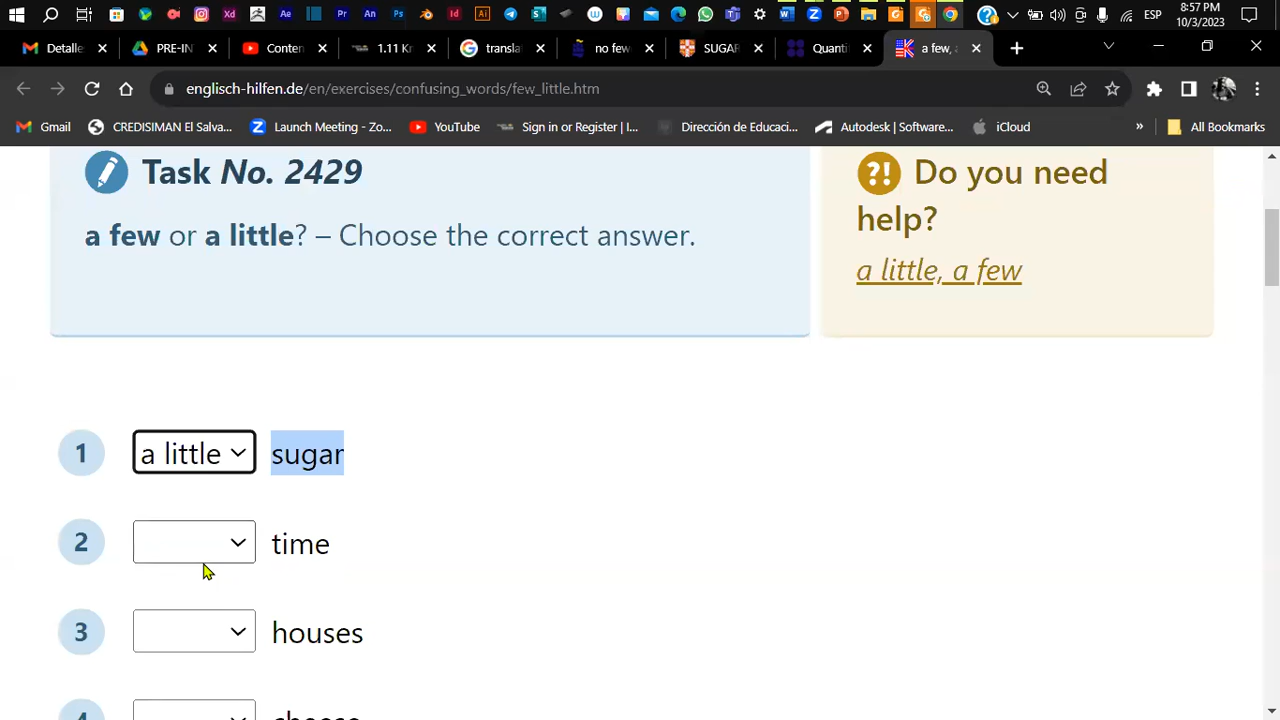 8:57 PM
ESP
10/3/2023
Detalle
PRE-IN
Conten
1.11 K
transla
no few
SUGAR
Quanti
a few, a
englisch-hilfen.de/en/exercises/confusing_words/few_little.htm
Gmail
CREDISIMAN El Salva...
Launch Meeting - Zo...
YouTube
Sign in or Register | I...
Dirección de Educaci...
Autodesk | Software...
iCloud
»
All Bookmarks
Task No. 2429
a few or a little? – Choose the correct answer.
?! Do you need
help?
a little, a few
1 a little sugar
2 time
3 houses
4 cheese